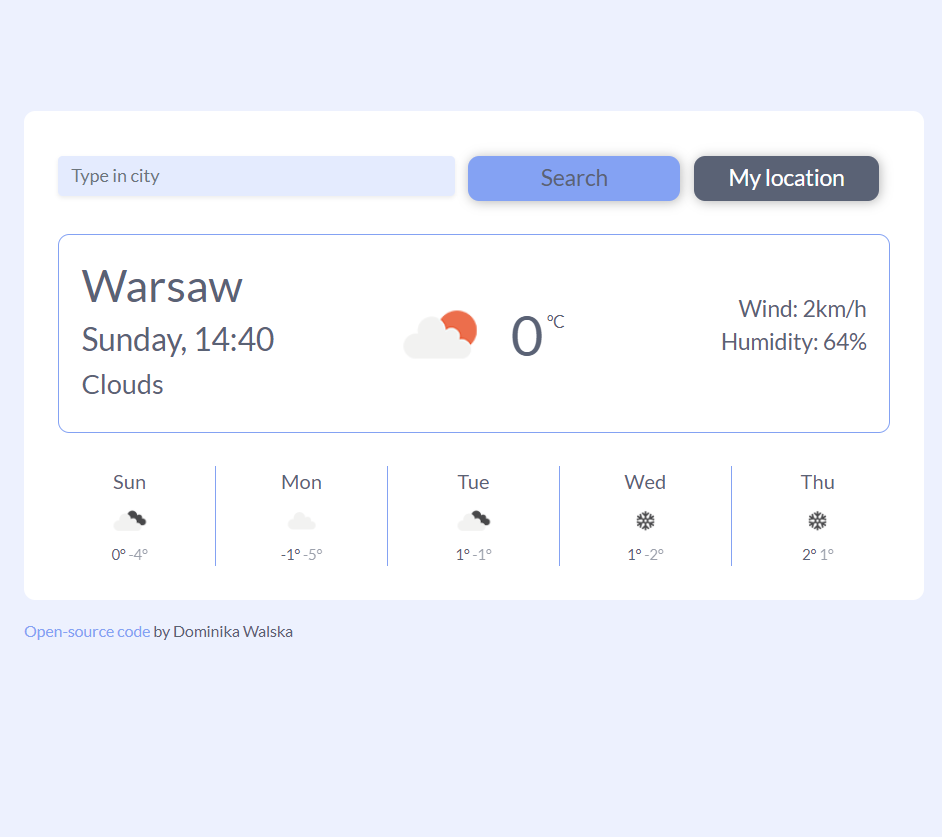 Type in city
Search
My location
Warsaw
Sunday, 14:40
Clouds
0 °C
Wind: 2km/h
Humidity: 64%
Sun
Mon
Tue
Wed
Thu
0° -4°
-1° -5°
1° -1°
1° -2°
2° 1°
Open-source code by Dominika Walska